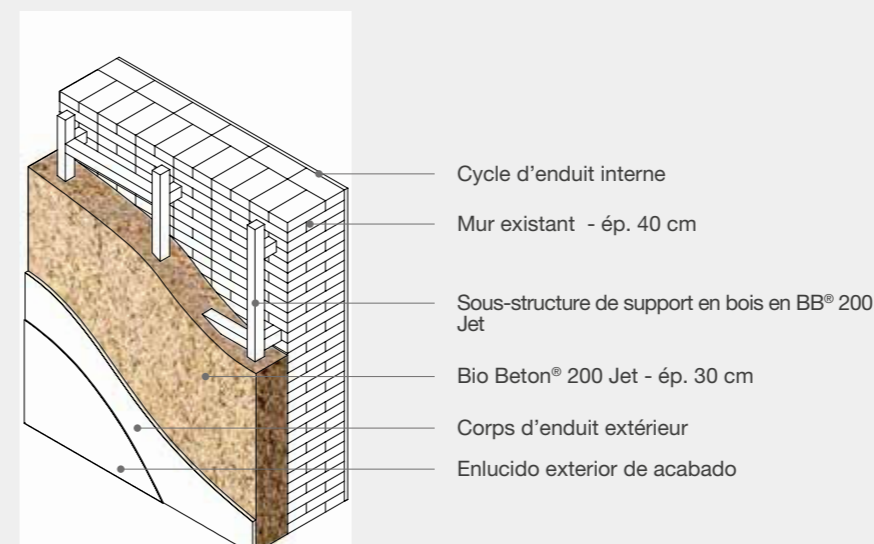 Cycle d’enduit interne
Mur existant - ép. 40 cm
Sous-structure de support en bois en BB® 200
Jet
Bio Beton® 200 Jet - ép. 30 cm
Corps d’enduit extérieur
Enlucido exterior de acabado